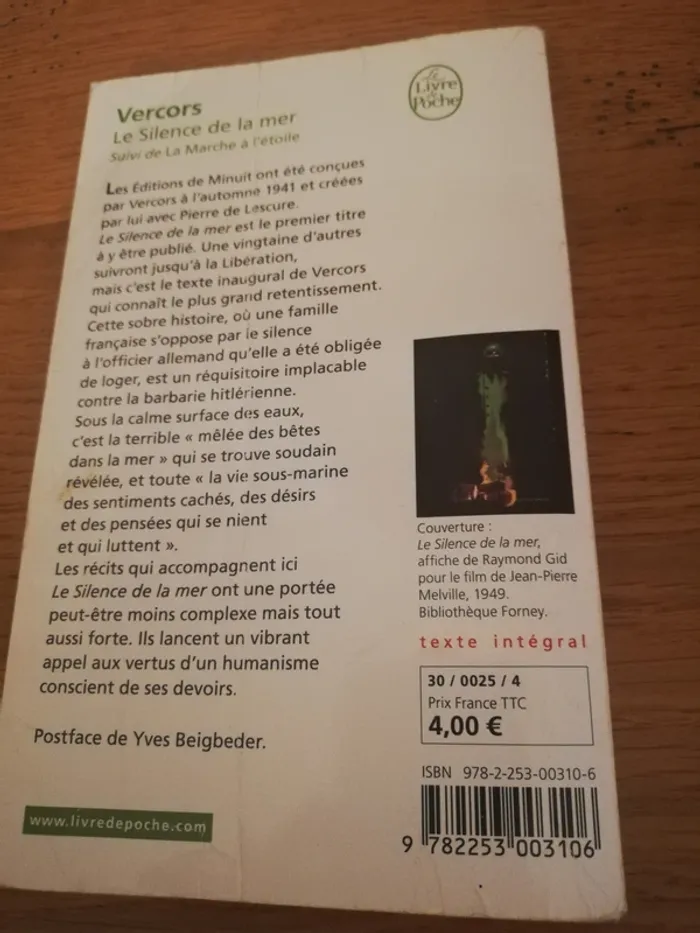 Vercors
Le Silence de la mer
Suivi de La Marche à l'étoile
Le
Livre
de
Poche
Les Éditions de Minuit ont été conçues
par Vercors à l'automne 1941 et créées
par lui avec Pierre de Lescure.
Le Silence de la mer est le premier titre
à y être publié. Une vingtaine d'autres
suivront jusqu'à la Libération,
mais c'est le texte inaugural de Vercors
qui connaît le plus grand retentissement.
Cette sobre histoire, où une famille
française s'oppose par le silence
à l'officier allemand qu'elle a été obligée
de loger, est un réquisitoire implacable
contre la barbarie hitlérienne.
Sous la calme surface des eaux,
c'est la terrible « mêlée des bêtes
dans la mer » qui se trouve soudain
révélée, et toute « la vie sous-marine
des sentiments cachés, des désirs
et des pensées qui se nient
et qui luttent ».
Les récits qui accompagnent ici
Le Silence de la mer ont une portée
peut-être moins complexe mais tout
aussi forte. Ils lancent un vibrant
appel aux vertus d'un humanisme
conscient de ses devoirs.
Postface de Yves Beigbeder.
www.livredepoche.com
Couverture :
Le Silence de la mer,
affiche de Raymond Gid
pour le film de Jean-Pierre
Melville, 1949.
Bibliothèque Forney.
texte intégral
30 / 0025 / 4
Prix France TTC
4,00 €
ISBN 978-2-253-00310-6
9 782253 003106